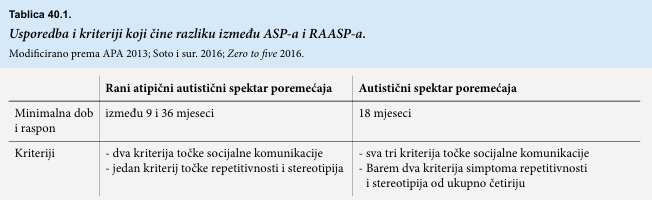 Tablica 40.1.
Usporedba i kriteriji koji čine razliku između ASP-a i RAASP-a.
Modificirano prema APA 2013; Soto i sur. 2016; Zero to five 2016.
Rani atipični autistični spektar poremećaja
Autistični spektar poremećaja
Minimalna dob
i raspon
između 9 i 36 mjeseci
18 mjeseci
Kriteriji
- dva kriterija točke socijalne komunikacije
- jedan kriterij točke repetitivnosti i stereotipija
- sva tri kriterija točke socijalne komunikacije
- Barem dva kriterija simptoma repetitivnosti
i stereotipija od ukupno četiriju